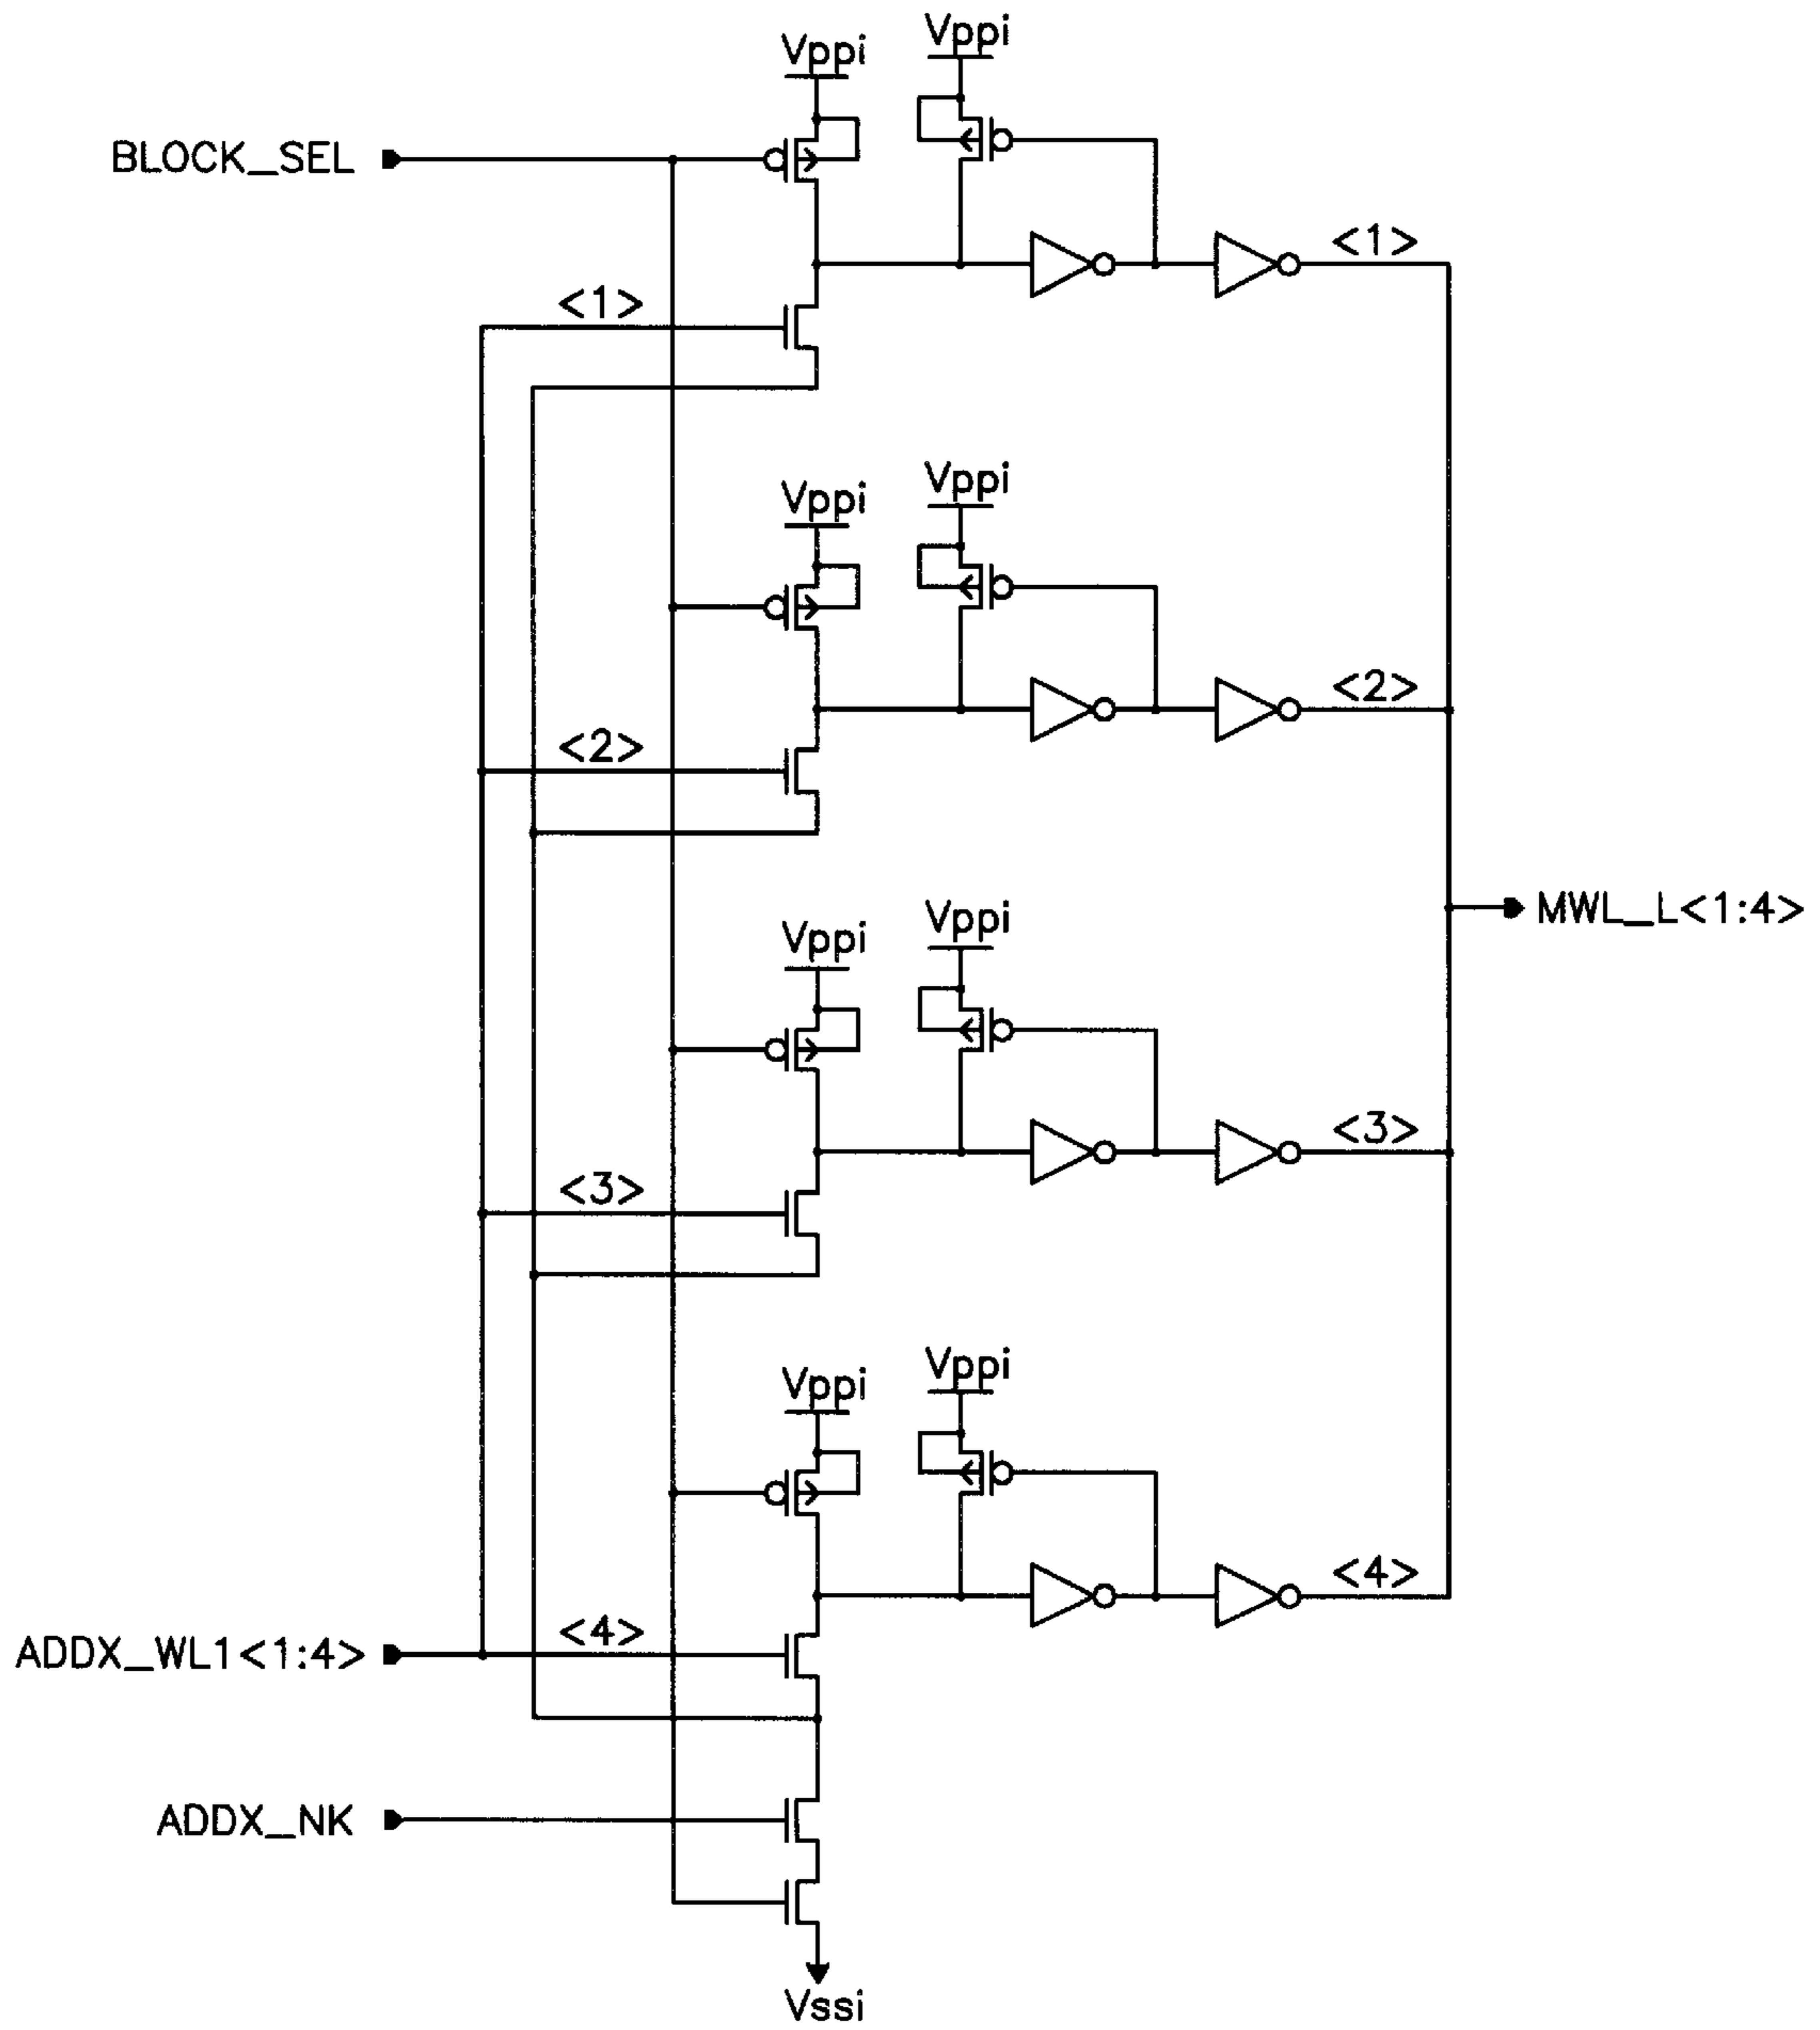 Vppi
Vppi
BLOCK_SEL
<1>
<1>
Vppi
Vppi
<2>
<2>
MWL_L<1:4>
Vppi
Vppi
<3>
<3>
Vppi
Vppi
<4>
<4>
ADDX_WL1<1:4>
ADDX_NK
Vssi